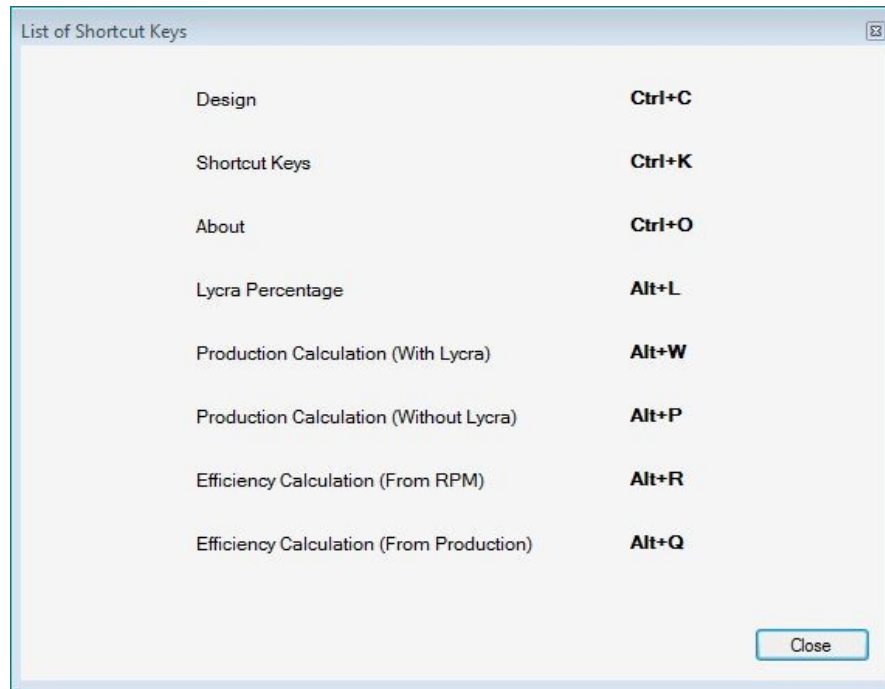 List of Shortcut Keys
Design Ctrl+C
Shortcut Keys Ctrl+K
About Ctrl+O
Lycra Percentage Alt+L
Production Calculation (With Lycra) Alt+W
Production Calculation (Without Lycra) Alt+P
Efficiency Calculation (From RPM) Alt+R
Efficiency Calculation (From Production) Alt+Q
Close